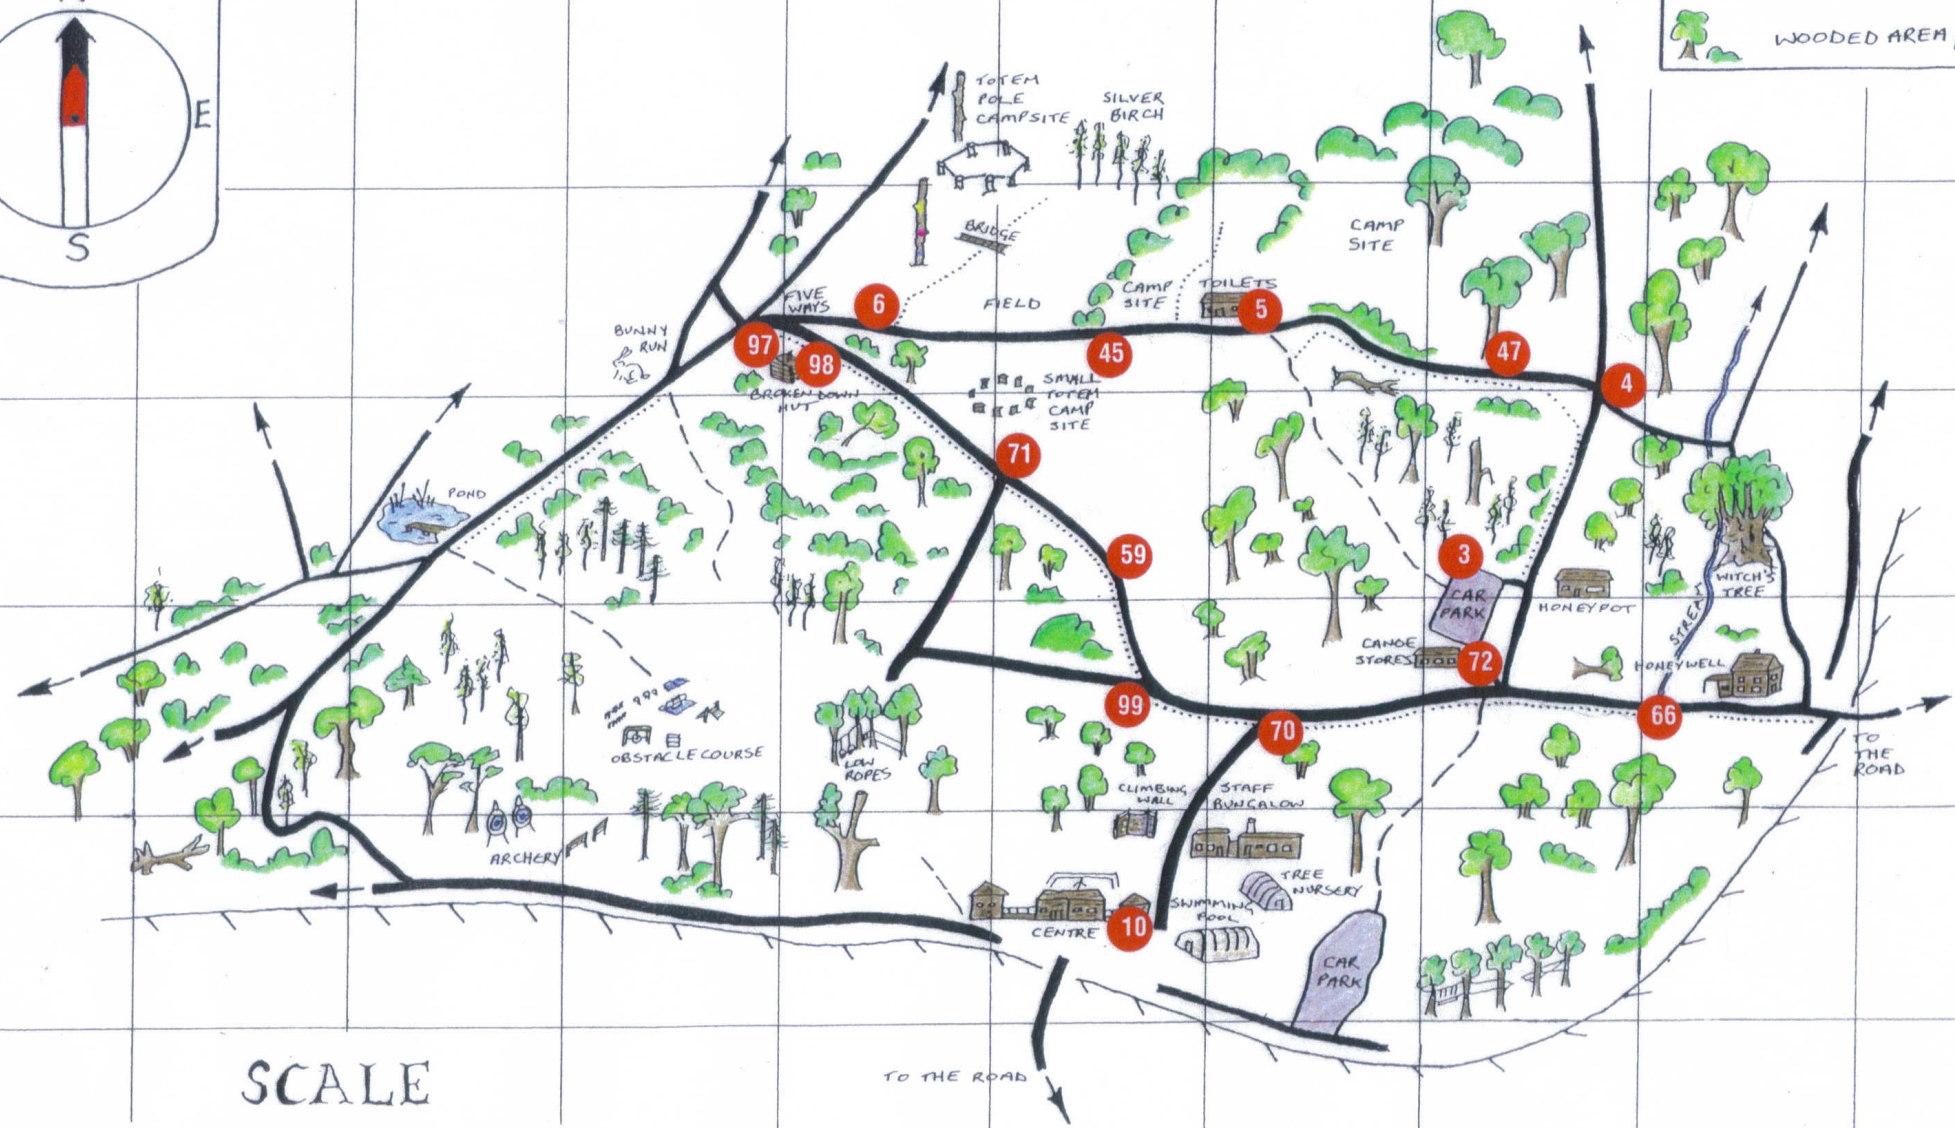 WOODED AREA
E
S
TOTEM
POLE
CAMPSITE
SILVER
BIRCH
BRIDGE
CAMP
SITE
FIVE
WAYS
6
FIELD
CAMP
SITE
TOILETS
5
BUNNY
RUN
97
98
BROKEN DOWN
HUT
45
SMALL
TOTEM
CAMP
SITE
47
4
71
POND
59
3
CAR
PARK
HONEYPOT
WITCH'S
TREE
STREAM
CANOE
STORES
72
HONEYWELL
66
99
70
OBSTACLE COURSE
LOW
ROPES
TO
THE
ROAD
CLIMBING
WALL
STAFF
BUNGALOW
ARCHERY
TREE
NURSERY
SWIMMING
POOL
CENTRE
10
CAR
PARK
SCALE
TO THE ROAD